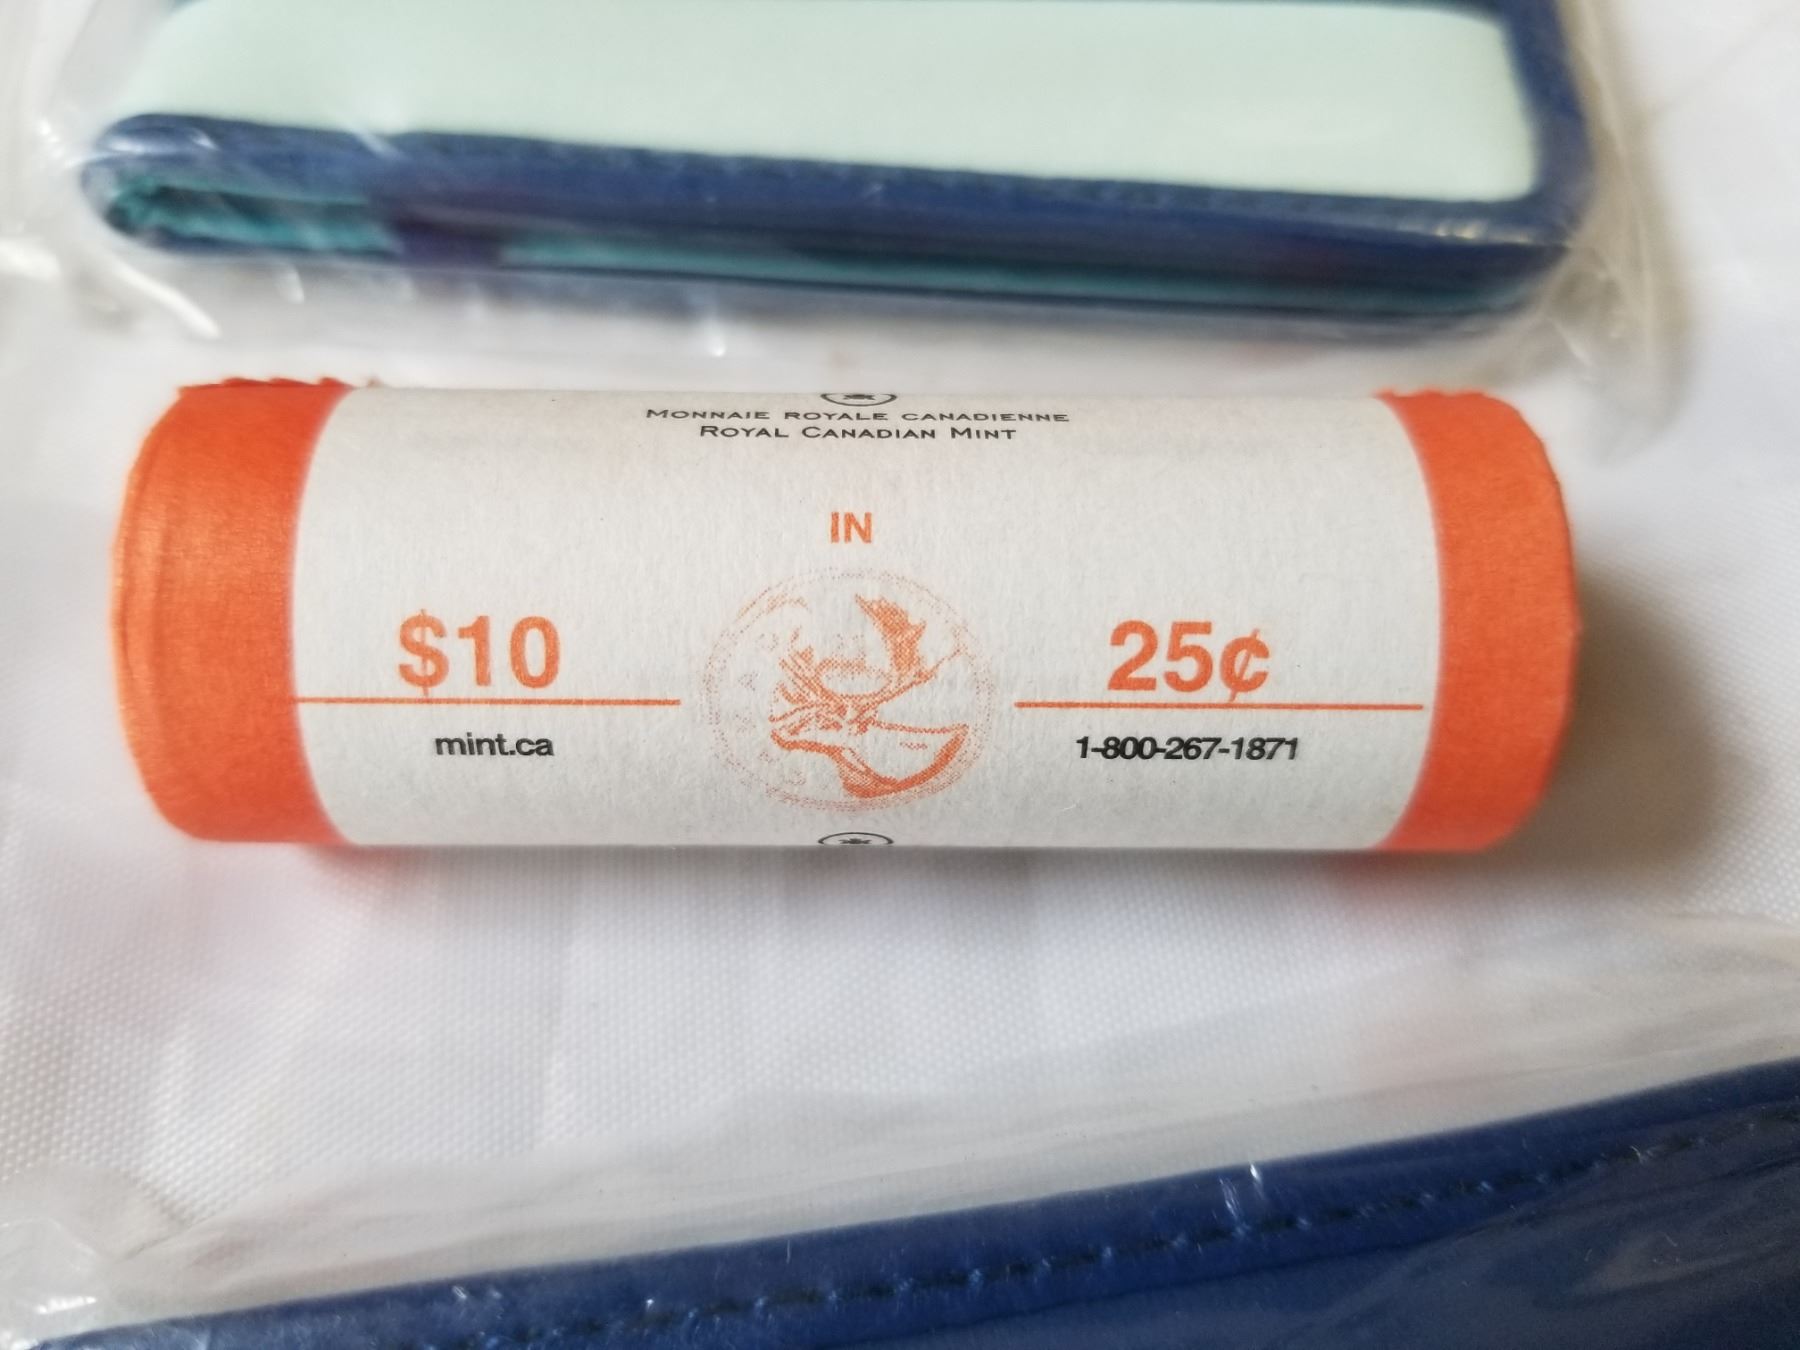 MONNAIE ROYALE CANADIENNE
ROYAL CANADIAN MINT
IN
$10
25¢
mint.ca
1-800-267-1871